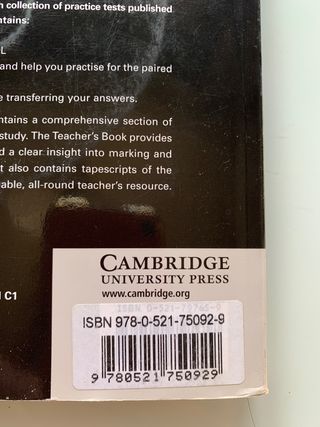 collection of practice tests published
ntains:
L
and help you practise for the paired
e transferring your answers.
ntains a comprehensive section of
study. The Teacher's Book provides
d a clear insight into marking and
t also contains tapescripts of the
able, all-round teacher's resource.
C1
CAMBRIDGE
UNIVERSITY PRESS
www.cambridge.org
ISBN 978-0-521-75092-9
9 780521 750929